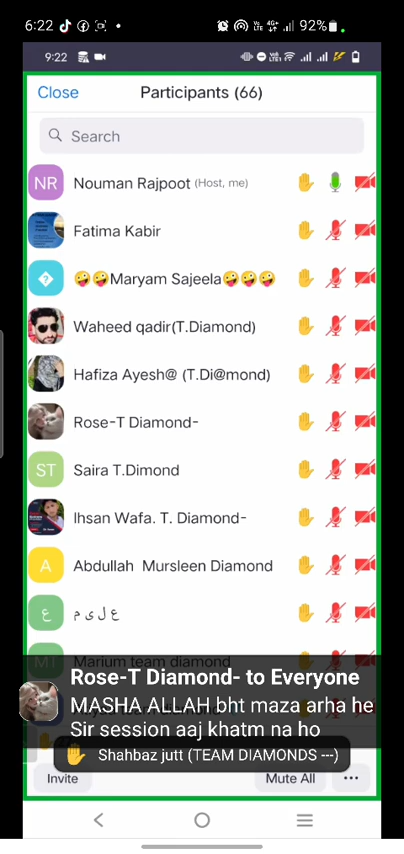 6:22
VoLTE 4G+ 92%
9:22
Close Participants (66)
Search
NR Nouman Rajpoot (Host, me)
Fatima Kabir
🤪🤪Maryam Sajeela🤪🤪🤪
Waheed qadir(T.Diamond)
Hafiza Ayesh@ (T.Di@mond)
Rose-T Diamond-
ST Saira T.Dimond
Ihsan Wafa. T. Diamond-
A Abdullah Mursleen Diamond
ع ع ل ی م
MT Marium team diamond
Rose-T Diamond- to Everyone
MASHA ALLAH bht maza arha he
Sir session aaj khatm na ho
Shahbaz jutt (TEAM DIAMONDS ---)
Invite Mute All ...